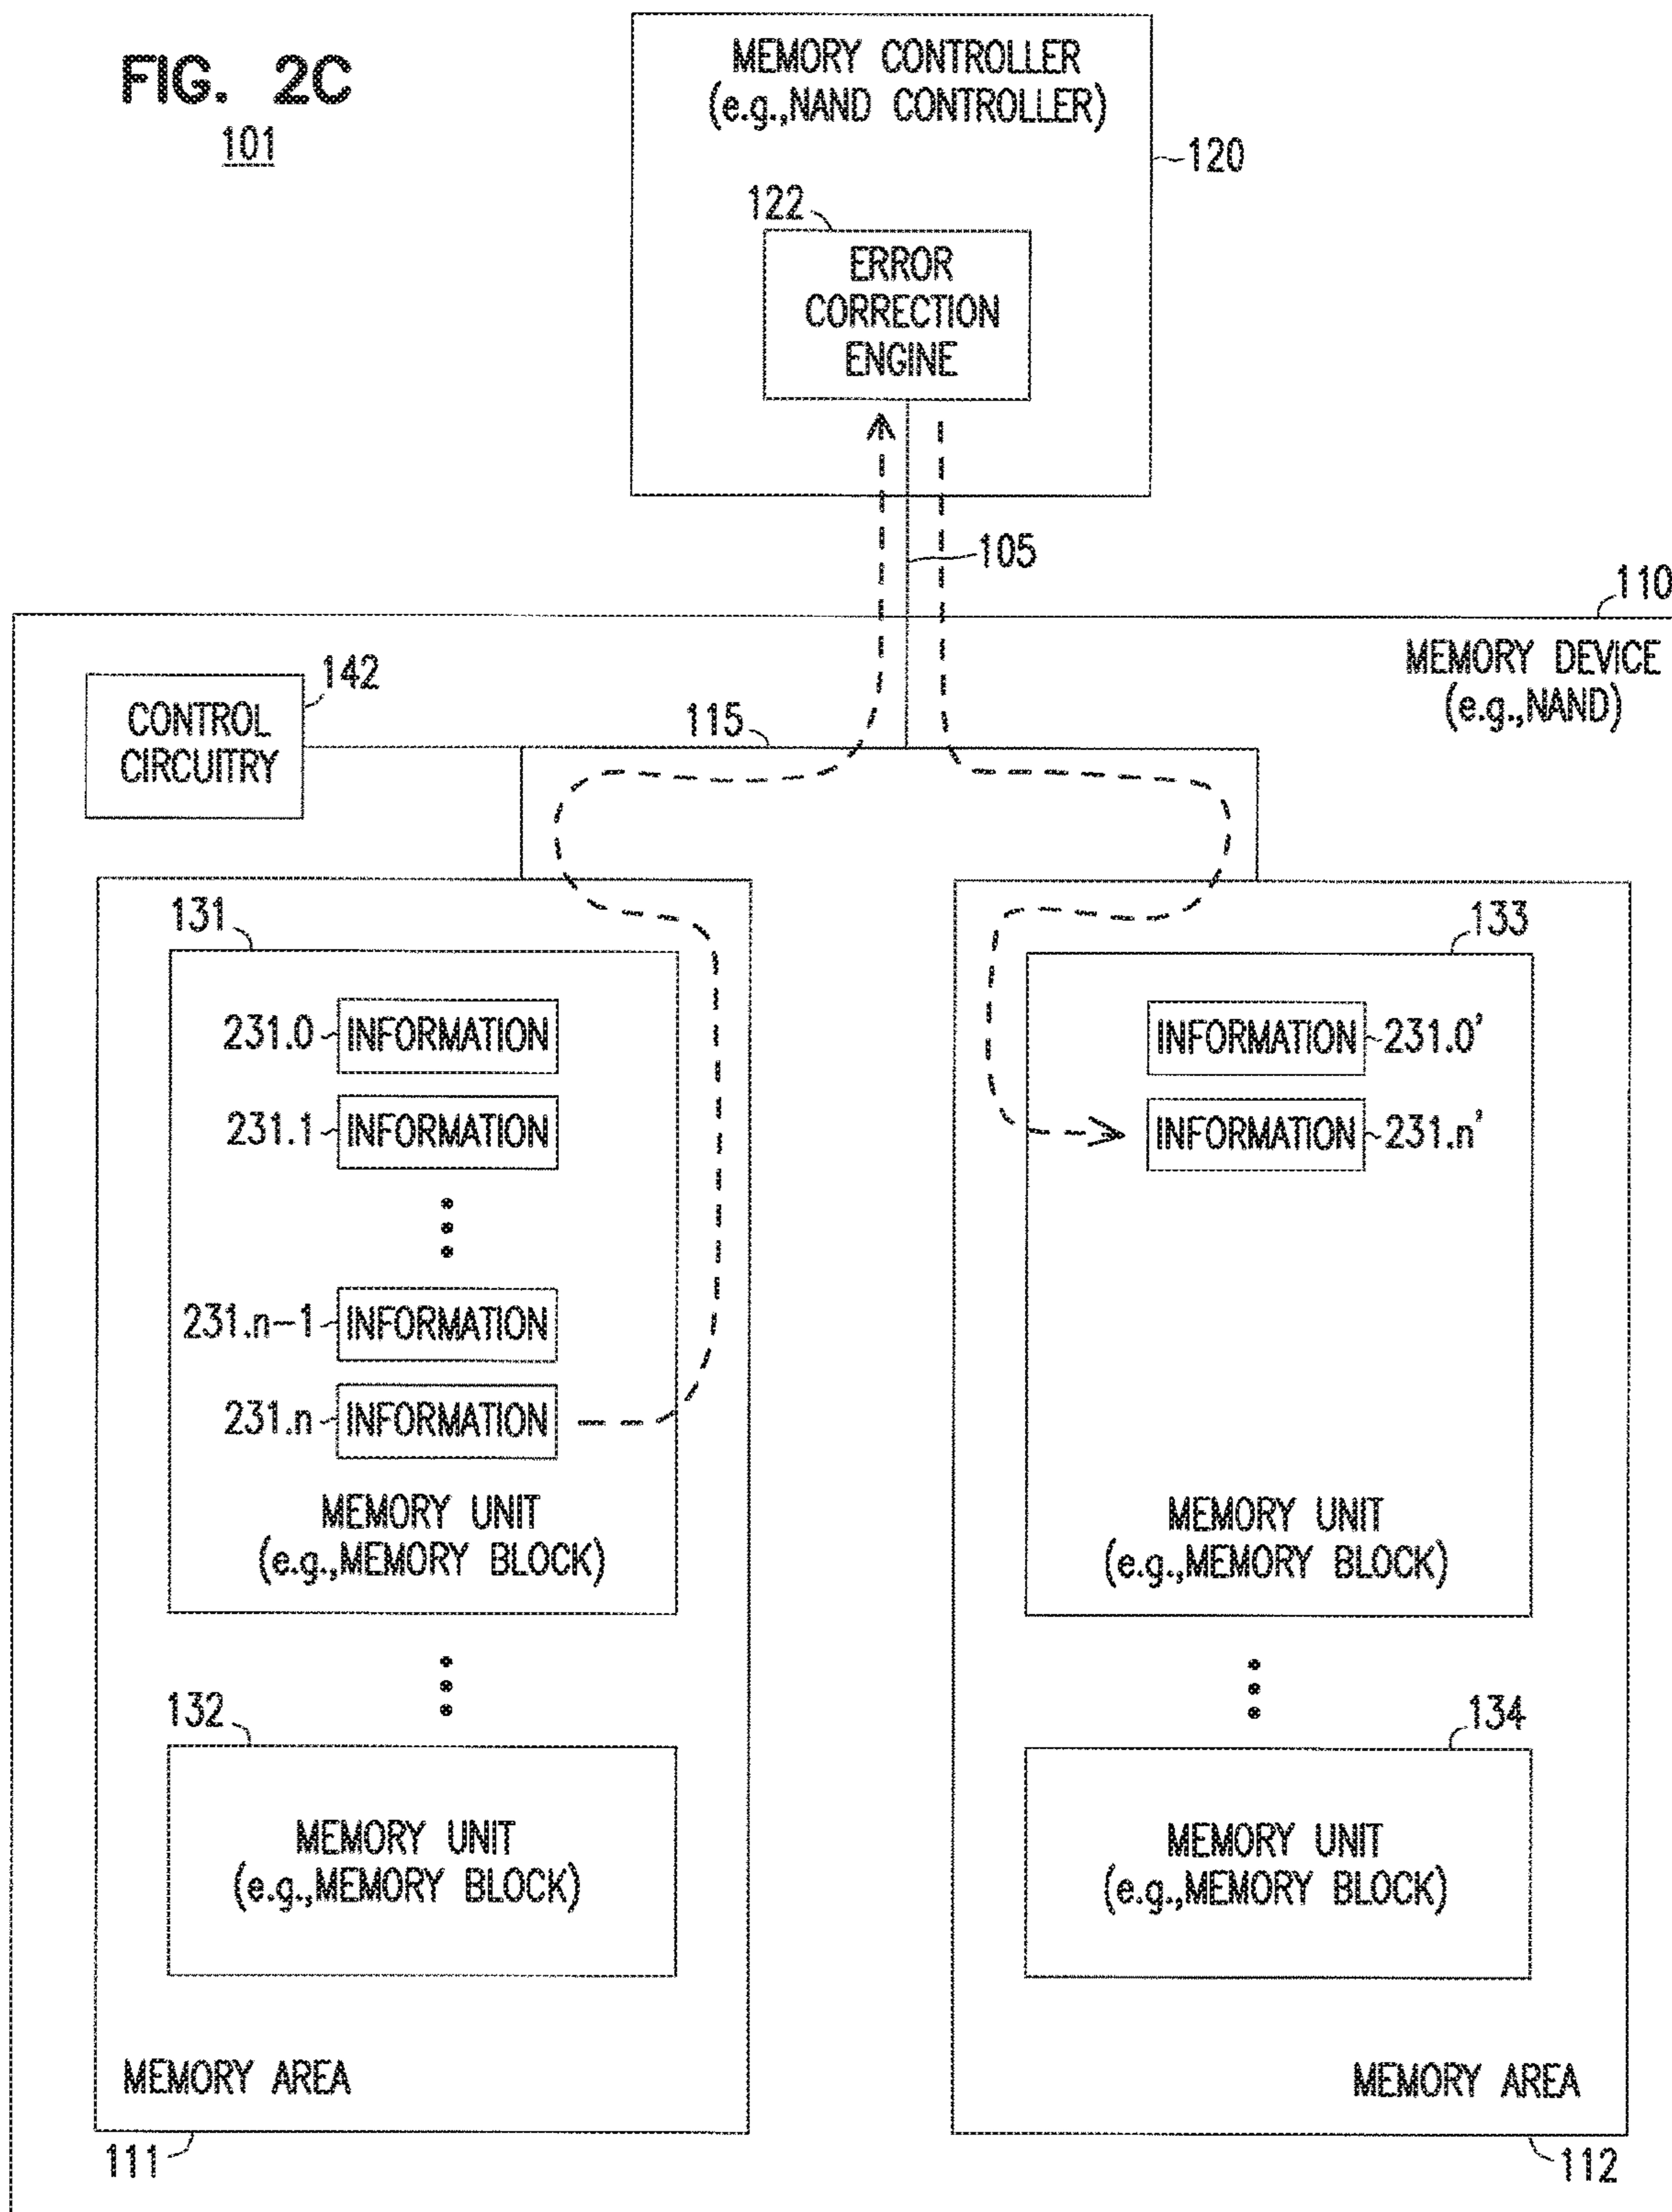 FIG. 2C
101
MEMORY CONTROLLER
(e.g.,NAND CONTROLLER)
120
122
ERROR
CORRECTION
ENGINE
105
110
MEMORY DEVICE
(e.g.,NAND)
142
CONTROL
CIRCUITRY
115
131
231.0
INFORMATION
231.1
INFORMATION
231.n-1
INFORMATION
231.n
INFORMATION
MEMORY UNIT
(e.g.,MEMORY BLOCK)
132
MEMORY UNIT
(e.g.,MEMORY BLOCK)
MEMORY AREA
111
133
INFORMATION
231.0'
INFORMATION
231.n'
MEMORY UNIT
(e.g.,MEMORY BLOCK)
134
MEMORY UNIT
(e.g.,MEMORY BLOCK)
MEMORY AREA
112